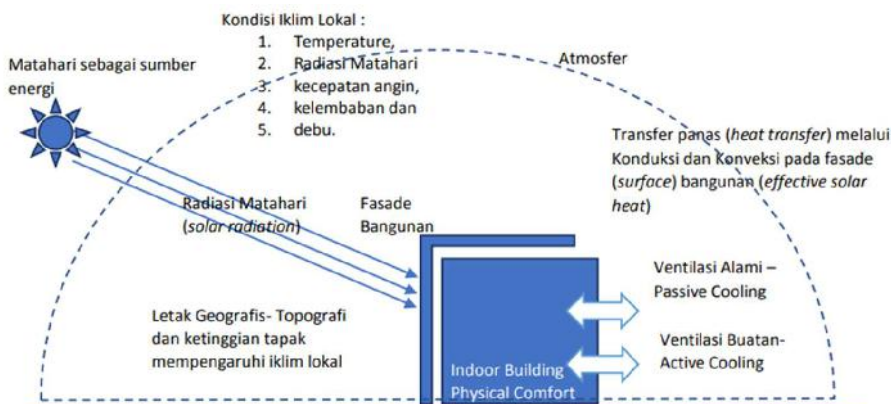 Kondisi Iklim Lokal :
1. Temperature,
2. Radiasi Matahari
3. kecepatan angin,
4. kelembaban dan
5. debu.
Matahari sebagai sumber
energi
Atmosfer
Transfer panas (heat transfer) melalui
Konduksi dan Konveksi pada fasade
(surface) bangunan (effective solar
heat)
Radiasi Matahari
(solar radiation)
Fasade
Bangunan
Ventilasi Alami –
Passive Cooling
Letak Geografis- Topografi
dan ketinggian tapak
mempengaruhi iklim lokal
Ventilasi Buatan-
Active Cooling
Indoor Building
Physical Comfort